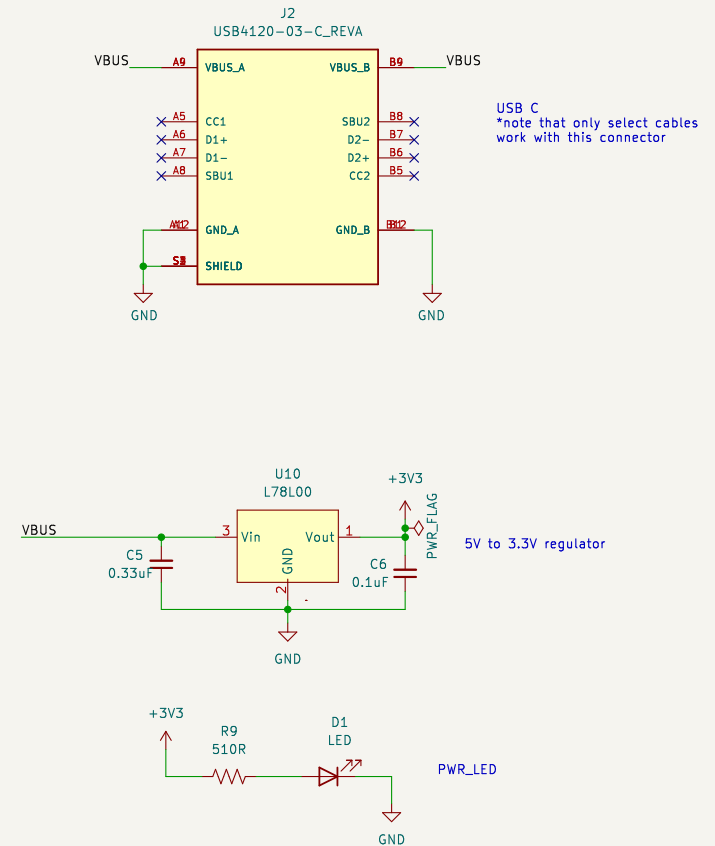 J2
USB4120-03-C_REVA
VBUS A9 VBUS_A VBUS_B B9 VBUS
A5 CC1 SBU2 B8
A6 D1+ D2- B7
A7 D1- D2+ B6
A8 SBU1 CC2 B5
GND_A GND_B
SHIELD
GND GND
USB C
*note that only select cables
work with this connector
U10
L78L00
VBUS 3 Vin Vout 1
GND
2
C5
0.33uF
+3V3
PWR_FLAG
C6
0.1uF
GND
5V to 3.3V regulator
+3V3
R9
510R
D1
LED
PWR_LED
GND